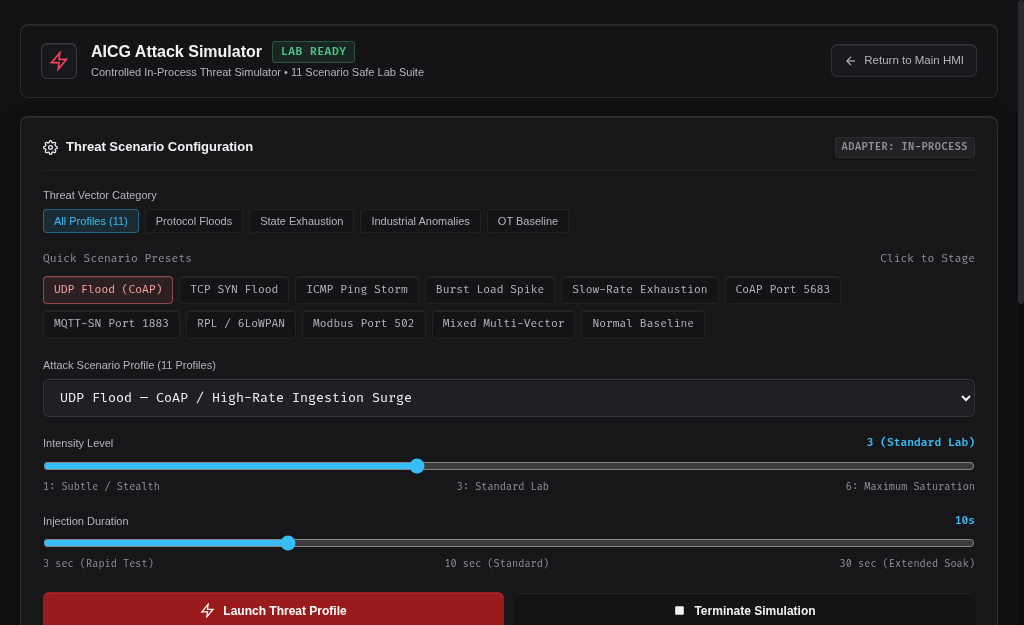 AICG Attack Simulator LAB READY
Controlled In-Process Threat Simulator • 11 Scenario Safe Lab Suite
Return to Main HMI
Threat Scenario Configuration
ADAPTER: IN-PROCESS
Threat Vector Category
All Profiles (11) Protocol Floods State Exhaustion Industrial Anomalies OT Baseline
Quick Scenario Presets Click to Stage
UDP Flood (CoAP) TCP SYN Flood ICMP Ping Storm Burst Load Spike Slow-Rate Exhaustion CoAP Port 5683
MQTT-SN Port 1883 RPL / 6LoWPAN Modbus Port 502 Mixed Multi-Vector Normal Baseline
Attack Scenario Profile (11 Profiles)
UDP Flood — CoAP / High-Rate Ingestion Surge
Intensity Level 3 (Standard Lab)
1: Subtle / Stealth 3: Standard Lab 6: Maximum Saturation
Injection Duration 10s
3 sec (Rapid Test) 10 sec (Standard) 30 sec (Extended Soak)
Launch Threat Profile Terminate Simulation